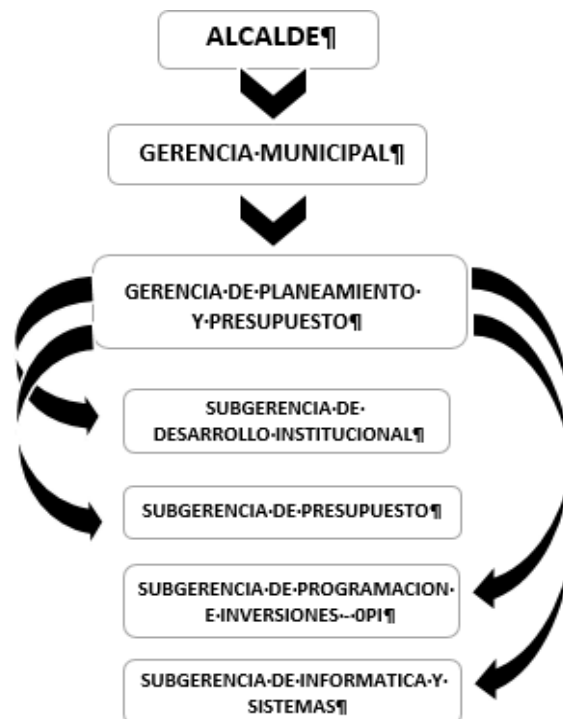 ALCALDE¶
GERENCIA·MUNICIPAL¶
GERENCIA·DE·PLANEAMIENTO·
Y·PRESUPUESTO¶
SUBGERENCIA·DE·
DESARROLLO·INSTITUCIONAL¶
SUBGERENCIA·DE·PRESUPUESTO¶
SUBGERENCIA·DE·PROGRAMACION·
E·INVERSIONES·-·0PI¶
SUBGERENCIA·DE·INFORMATICA·Y·
SISTEMAS¶